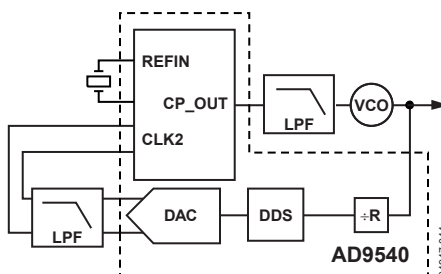 REFIN
CP_OUT
CLK2
LPF
VCO
LPF
DAC
DDS
÷R
AD9540